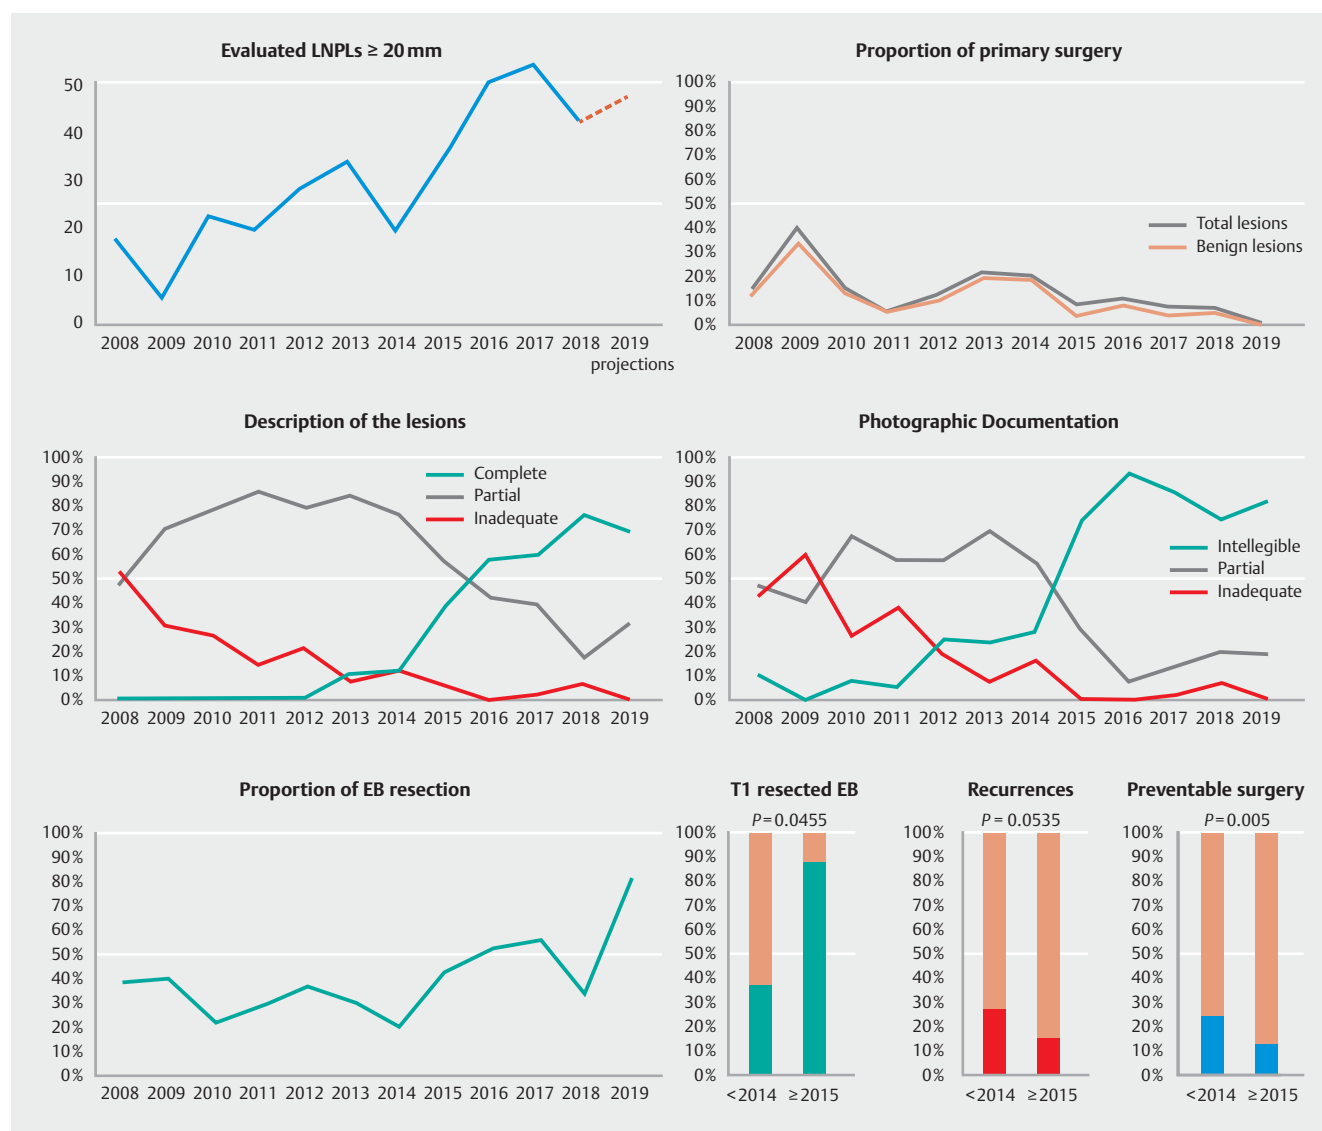 Evaluated LNPLs ≥ 20 mm
50
40
30
20
10
0
2008 2009 2010 2011 2012 2013 2014 2015 2016 2017 2018 2019
projections
Proportion of primary surgery
100%
90%
80%
70%
60%
50%
40%
30%
20%
10%
0%
Total lesions
Benign lesions
2008 2009 2010 2011 2012 2013 2014 2015 2016 2017 2018 2019
Description of the lesions
100%
90%
80%
70%
60%
50%
40%
30%
20%
10%
0%
Complete
Partial
Inadequate
2008 2009 2010 2011 2012 2013 2014 2015 2016 2017 2018 2019
Photographic Documentation
100%
90%
80%
70%
60%
50%
40%
30%
20%
10%
0%
Intellegible
Partial
Inadequate
2008 2009 2010 2011 2012 2013 2014 2015 2016 2017 2018 2019
Proportion of EB resection
100%
90%
80%
70%
60%
50%
40%
30%
20%
10%
0%
2008 2009 2010 2011 2012 2013 2014 2015 2016 2017 2018 2019
T1 resected EB
P = 0.0455
100%
90%
80%
70%
60%
50%
40%
30%
20%
10%
0%
< 2014 ≥ 2015
Recurrences
P = 0.0535
100%
90%
80%
70%
60%
50%
40%
30%
20%
10%
0%
< 2014 ≥ 2015
Preventable surgery
P = 0.005
100%
90%
80%
70%
60%
50%
40%
30%
20%
10%
0%
< 2014 ≥ 2015